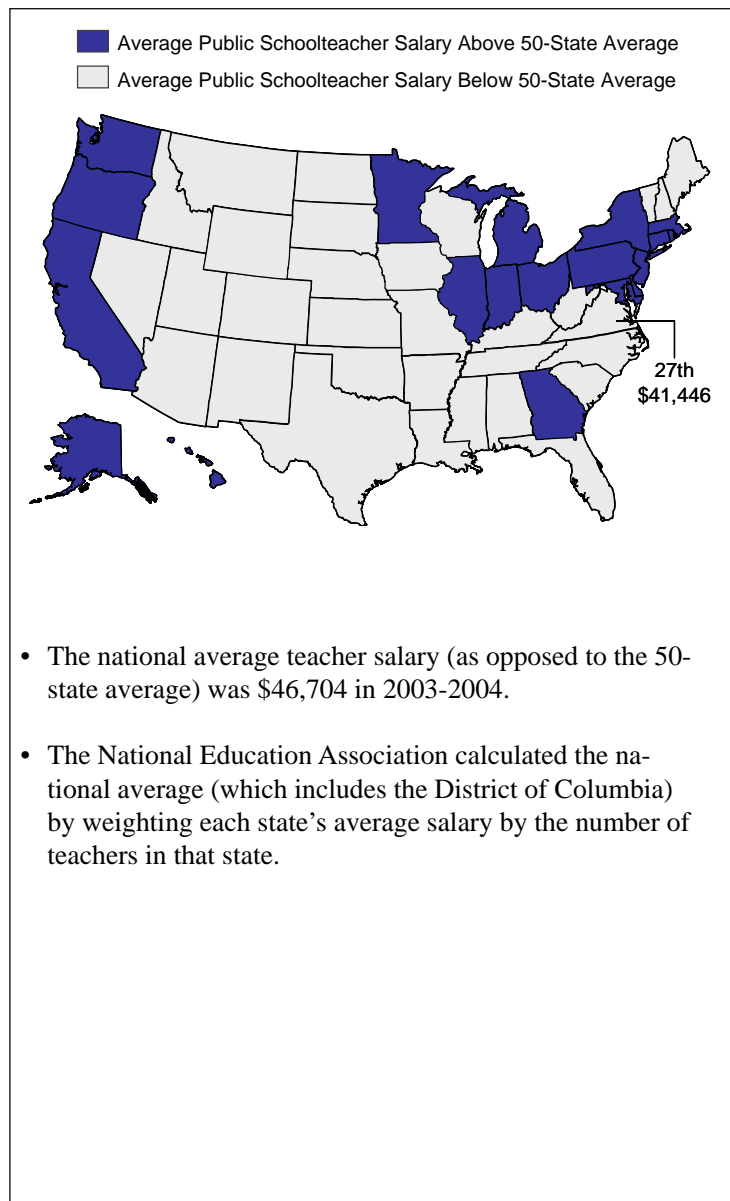 Average Public Schoolteacher Salary Above 50-State Average
Average Public Schoolteacher Salary Below 50-State Average
27th
$41,446
• The national average teacher salary (as opposed to the 50-
state average) was $46,704 in 2003-2004.
• The National Education Association calculated the na-
tional average (which includes the District of Columbia)
by weighting each state’s average salary by the number of
teachers in that state.